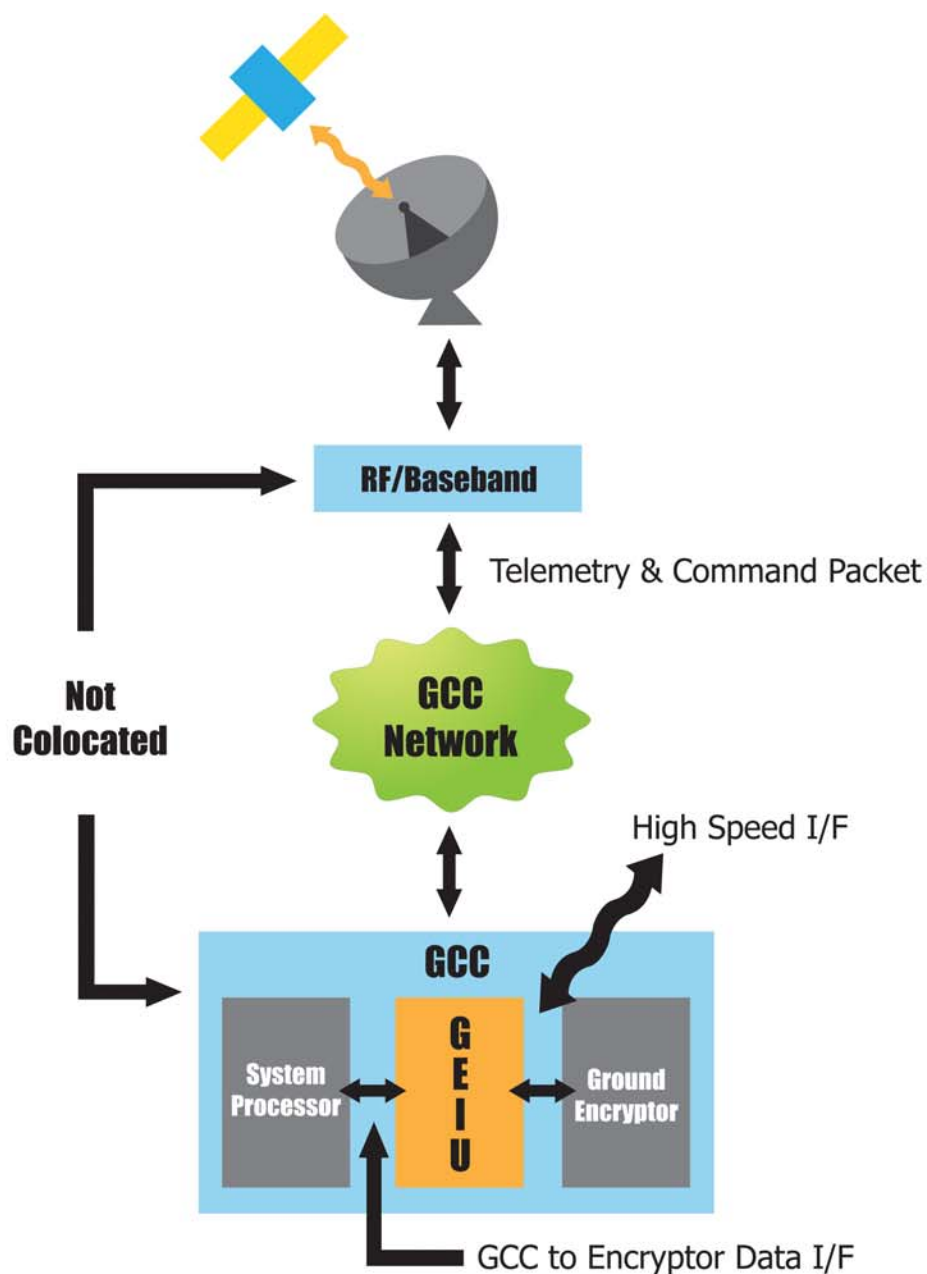 RF/Baseband
Telemetry & Command Packet
Not
Colocated
GCC
Network
High Speed I/F
GCC
System
Processor
G
E
I
U
Ground
Encryptor
GCC to Encryptor Data I/F